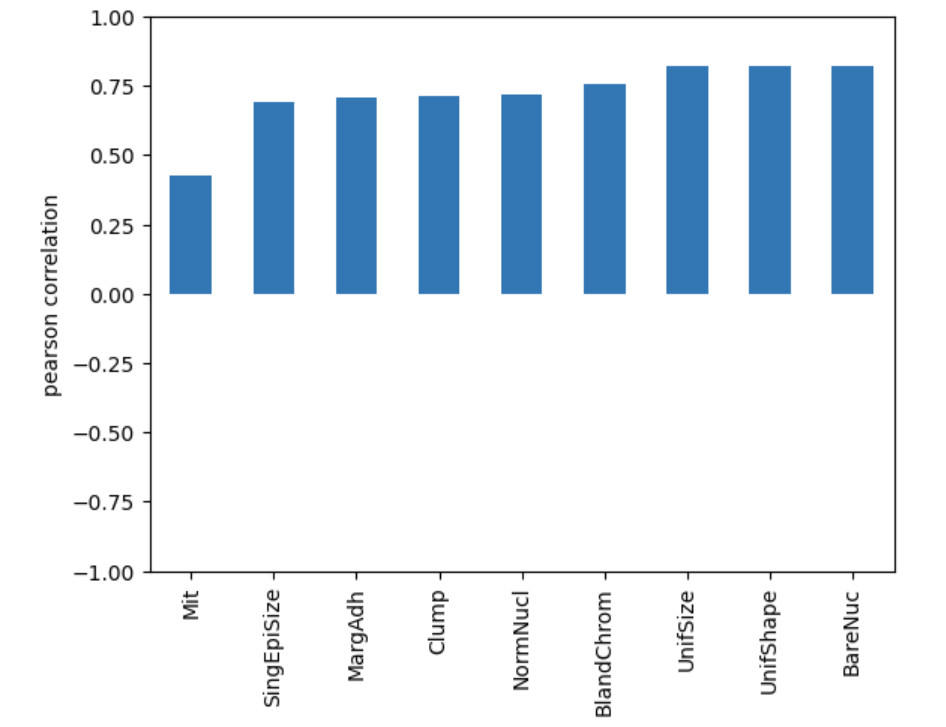 1.00
0.75
0.50
0.25
0.00
−0.25
−0.50
−0.75
−1.00
pearson correlation
Mit
SingEpiSize
MargAdh
Clump
NormNucl
BlandChrom
UnifSize
UnifShape
BareNuc